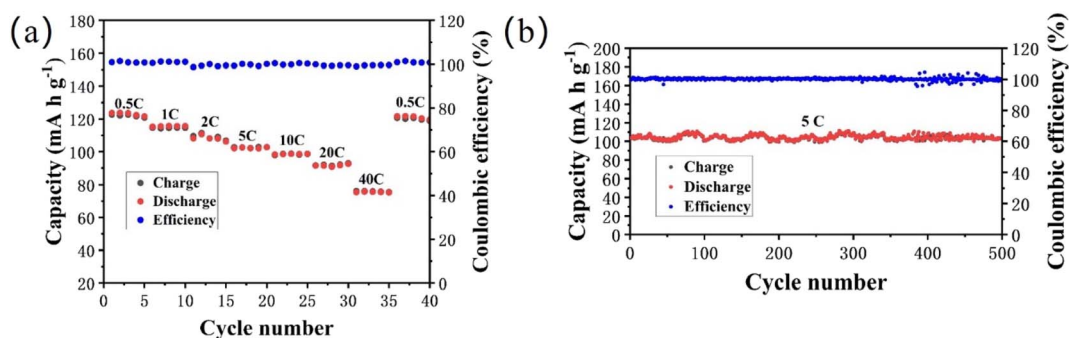 (a)
Capacity (mA h g⁻¹)
180
160
140
120
100
80
60
40
20
0.5C
1C
2C
5C
10C
20C
40C
0.5C
Charge
Discharge
Efficiency
0 5 10 15 20 25 30 35 40
Cycle number
120
100
80
60
40
20
0
Coulombic efficiency (%)
(b)
Capacity (mA h g⁻¹)
200
180
160
140
120
100
80
60
40
20
0
5 C
Charge
Discharge
Efficiency
0 100 200 300 400 500
Cycle number
120
100
80
60
40
20
0
Coulombic efficiency (%)